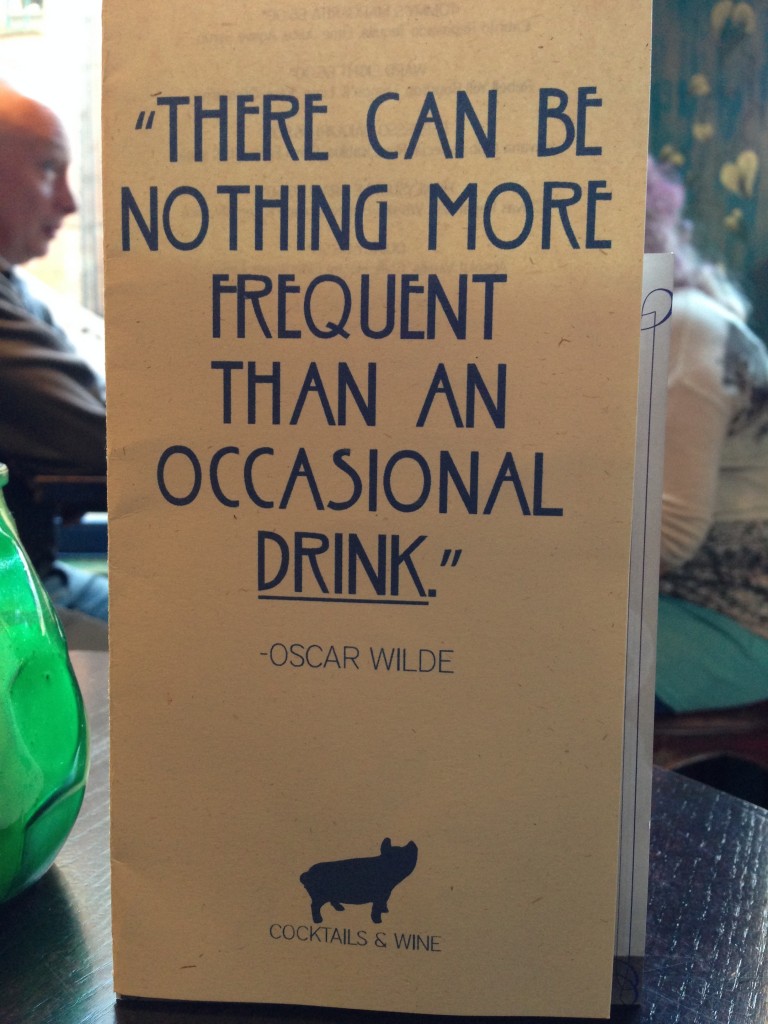 “THERE CAN BE
NOTHING MORE
FREQUENT
THAN AN
OCCASIONAL
DRINK.”
-OSCAR WILDE
COCKTAILS & WINE